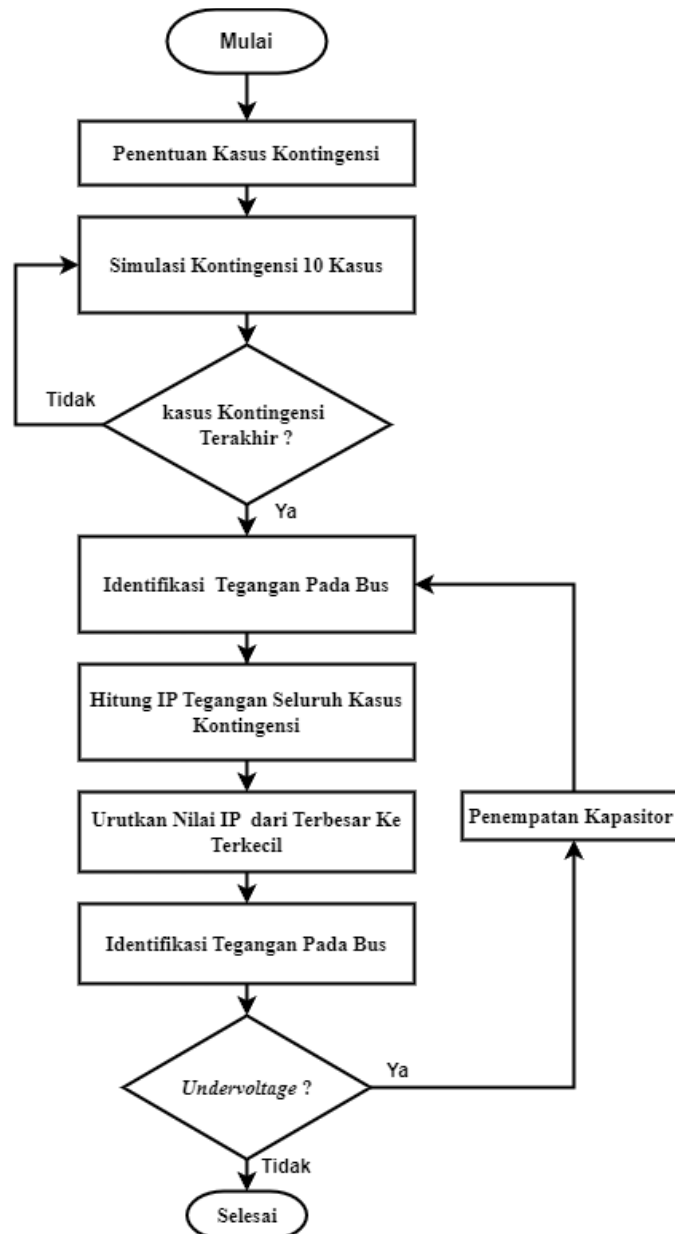 Mulai
Penentuan Kasus Kontingensi
Simulasi Kontingensi 10 Kasus
Tidak
kasus Kontingensi
Terakhir ?
Ya
Identifikasi Tegangan Pada Bus
Hitung IP Tegangan Seluruh Kasus
Kontingensi
Urutkan Nilai IP dari Terbesar Ke
Terkecil
Penempatan Kapasitor
Identifikasi Tegangan Pada Bus
Undervoltage ?
Ya
Tidak
Selesai